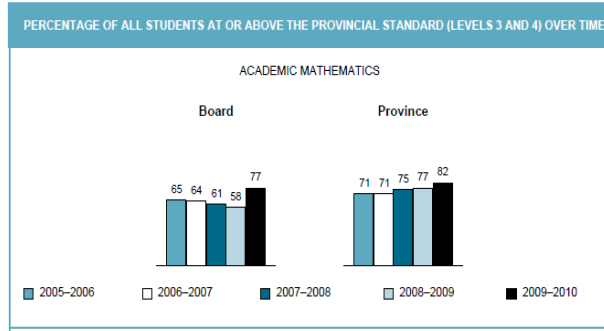 PERCENTAGE OF ALL STUDENTS AT OR ABOVE THE PROVINCIAL STANDARD (LEVELS 3 AND 4) OVER TIME
ACADEMIC MATHEMATICS
Board Province
65 64 61 58 77 71 71 75 77 82
2005–2006 2006–2007 2007–2008 2008–2009 2009–2010